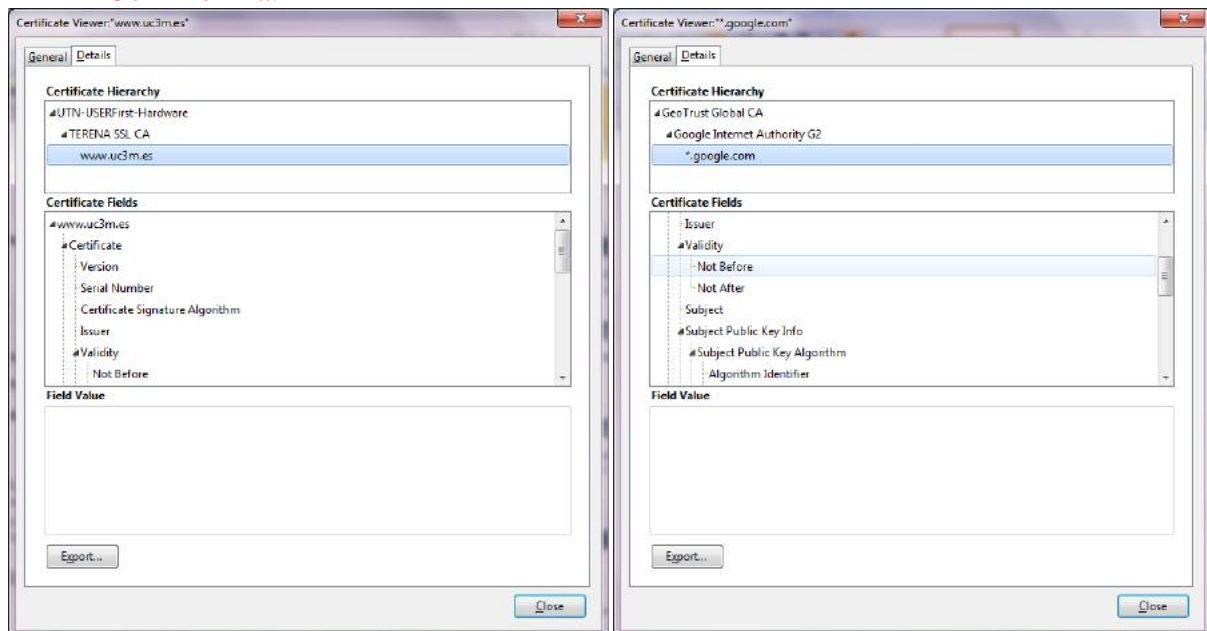 Certificate Viewer:"www.uc3m.es"
General Details
Certificate Hierarchy
UTN-USERFirst-Hardware
TERENA SSL CA
www.uc3m.es
Certificate Fields
www.uc3m.es
Certificate
Version
Serial Number
Certificate Signature Algorithm
Issuer
Validity
Not Before
Field Value
Export...
Close
Certificate Viewer:"*.google.com"
General Details
Certificate Hierarchy
GeoTrust Global CA
Google Internet Authority G2
*.google.com
Certificate Fields
Issuer
Validity
Not Before
Not After
Subject
Subject Public Key Info
Subject Public Key Algorithm
Algorithm Identifier
Field Value
Export...
Close